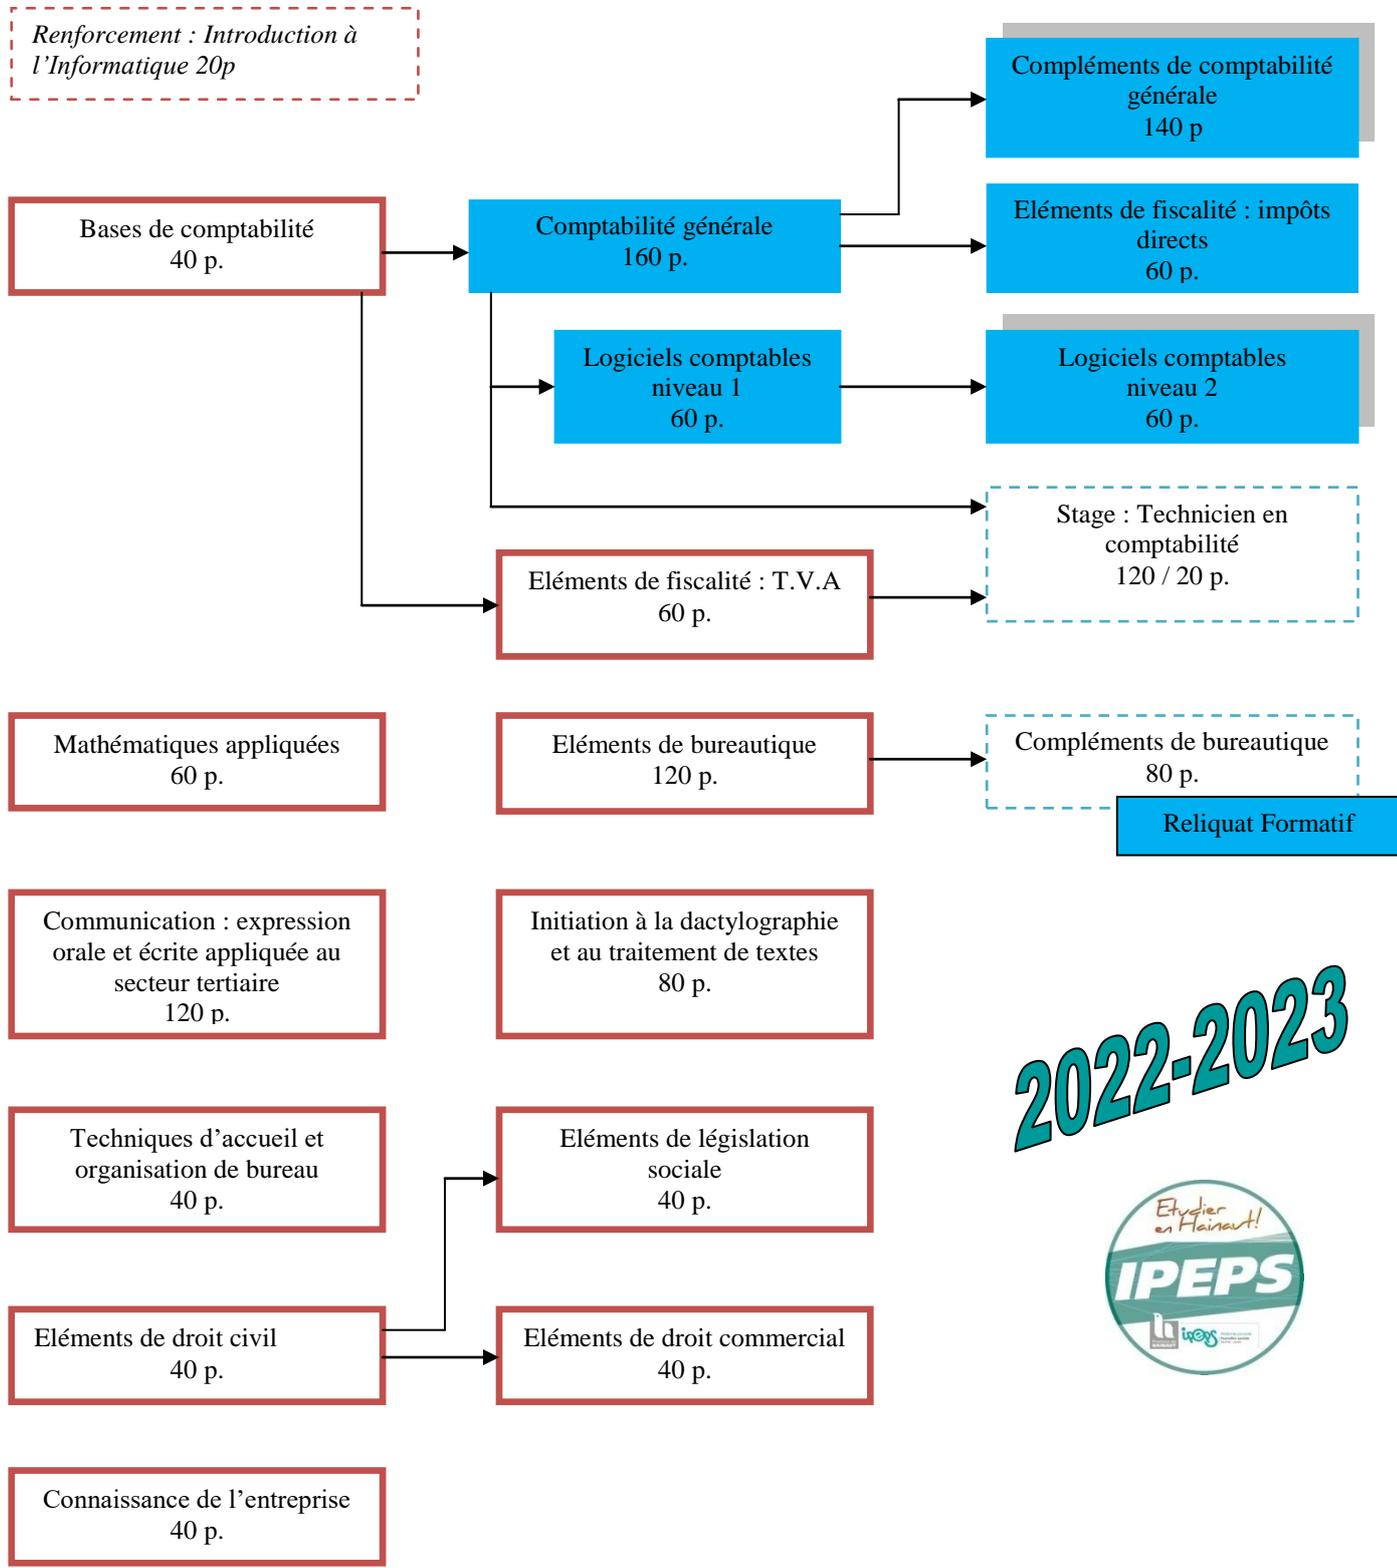 Renforcement : Introduction à
l’Informatique 20p
Compléments de comptabilité
générale
140 p
Bases de comptabilité
40 p.
Comptabilité générale
160 p.
Eléments de fiscalité : impôts
directs
60 p.
Logiciels comptables
niveau 1
60 p.
Logiciels comptables
niveau 2
60 p.
Stage : Technicien en
comptabilité
120 / 20 p.
Eléments de fiscalité : T.V.A
60 p.
Mathématiques appliquées
60 p.
Eléments de bureautique
120 p.
Compléments de bureautique
80 p.
Reliquat Formatif
Communication : expression
orale et écrite appliquée au
secteur tertiaire
120 p.
Initiation à la dactylographie
et au traitement de textes
80 p.
2022-2023
Techniques d’accueil et
organisation de bureau
40 p.
Eléments de législation
sociale
40 p.
Etudier
en Hainaut!
IPEPS
ipeps
Eléments de droit civil
40 p.
Eléments de droit commercial
40 p.
Connaissance de l’entreprise
40 p.